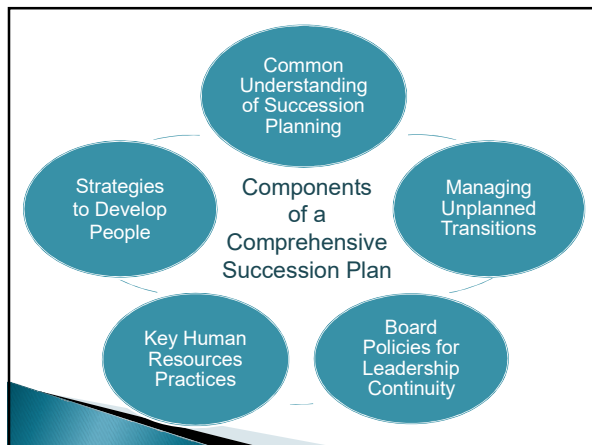 Common
Understanding
of Succession
Planning
Strategies
to Develop
People
Components
of a
Comprehensive
Succession Plan
Managing
Unplanned
Transitions
Key Human
Resources
Practices
Board
Policies for
Leadership
Continuity